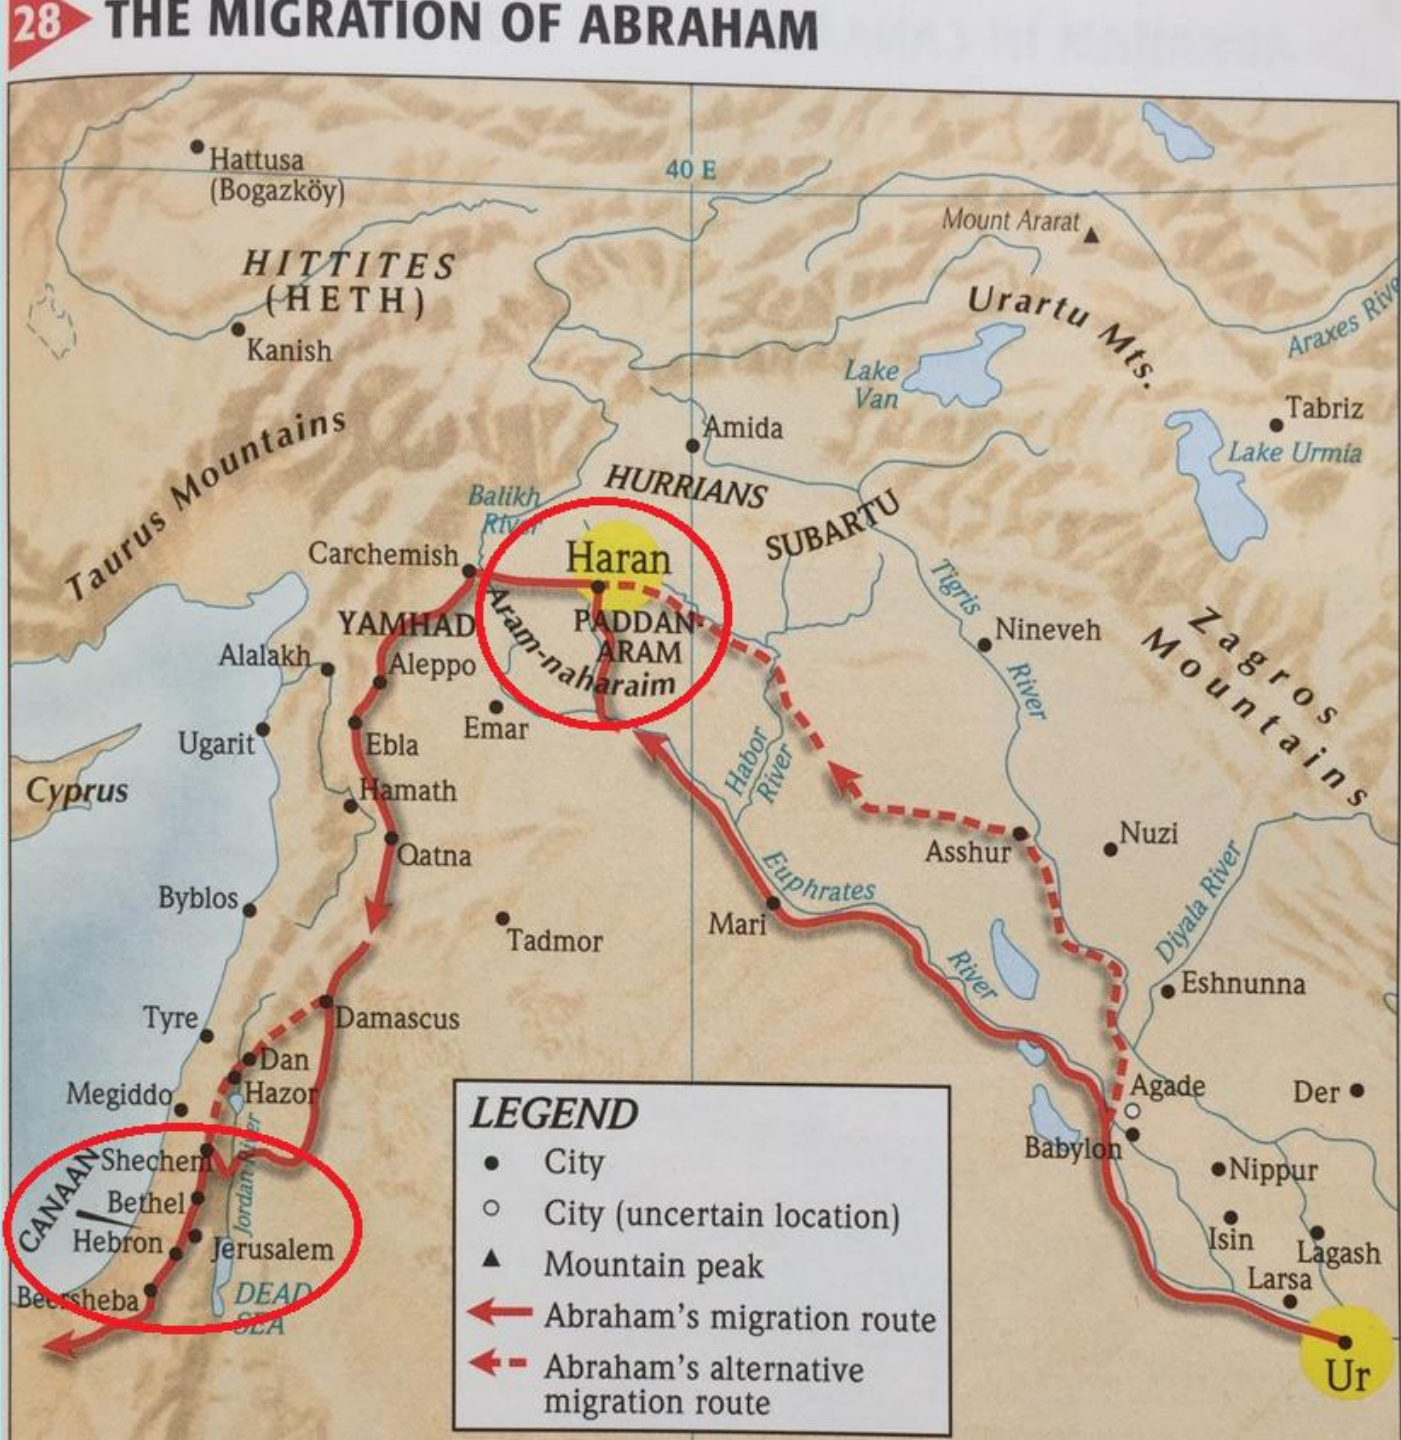 28 THE MIGRATION OF ABRAHAM
40 E
Hattusa
(Bogazköy)
Mount Ararat
HITTITES
(HETH)
Urartu Mts.
Araxes Rive
Kanish
Lake
Van
Tabriz
Lake Urmia
Amida
Taurus Mountains
HURRIANS
Balikh
River
SUBARTU
Carchemish
Haran
Tigris
River
Zagros
Mountains
YAMHAD
PADDAN-
ARAM
Aram-naharaim
Nineveh
Alalakh
Aleppo
Emar
Ugarit
Ebla
Habor
River
Cyprus
Hamath
Qatna
Asshur
Nuzi
Euphrates
River
Diyala River
Byblos
Mari
Tadmor
Eshnunna
Tyre
Damascus
Dan
Hazor
Megiddo
Agade
Der
Babylon
CANAAN
Shechem
Jordan River
Bethel
Nippur
Hebron
Jerusalem
Isin
Lagash
Larsa
Beersheba
DEAD
SEA
Ur
LEGEND
City
City (uncertain location)
Mountain peak
Abraham's migration route
Abraham's alternative
migration route